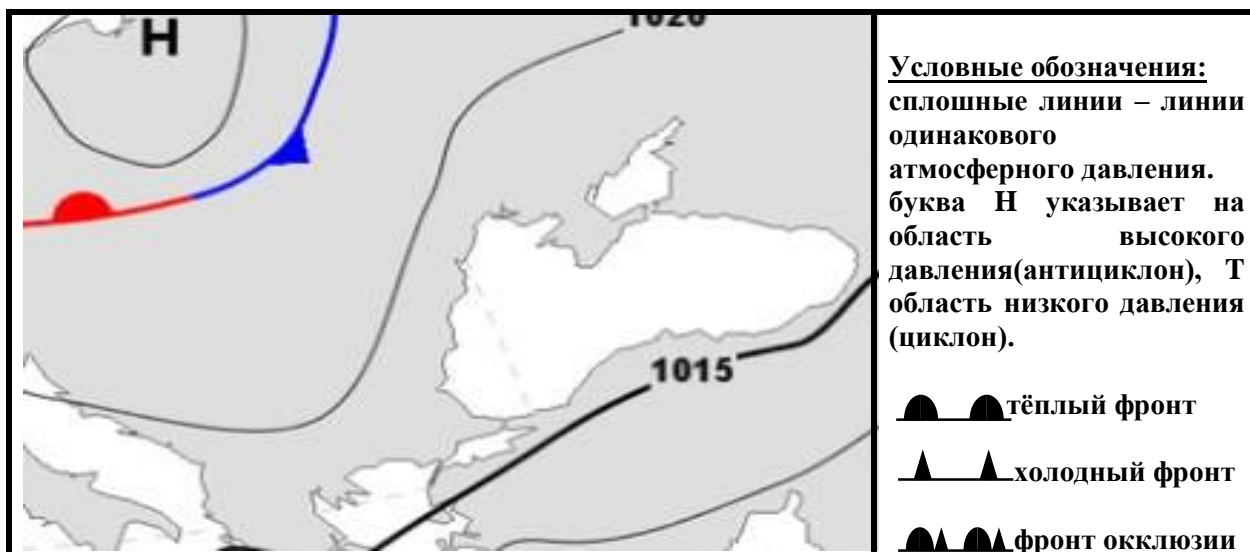 Н
1020
1015
Условные обозначения:
сплошные линии – линии
одинакового
атмосферного давления.
буква Н указывает на
область высокого
давления(антициклон), Т
область низкого давления
(циклон).
тёплый фронт
холодный фронт
фронт окклюзии